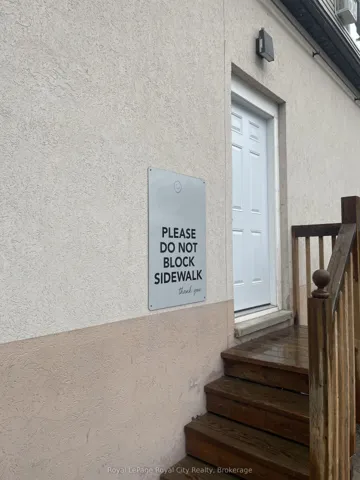 PLEASE
DO NOT
BLOCK
SIDEWALK
thank you
Royal LePage Royal City Realty, Brokerage